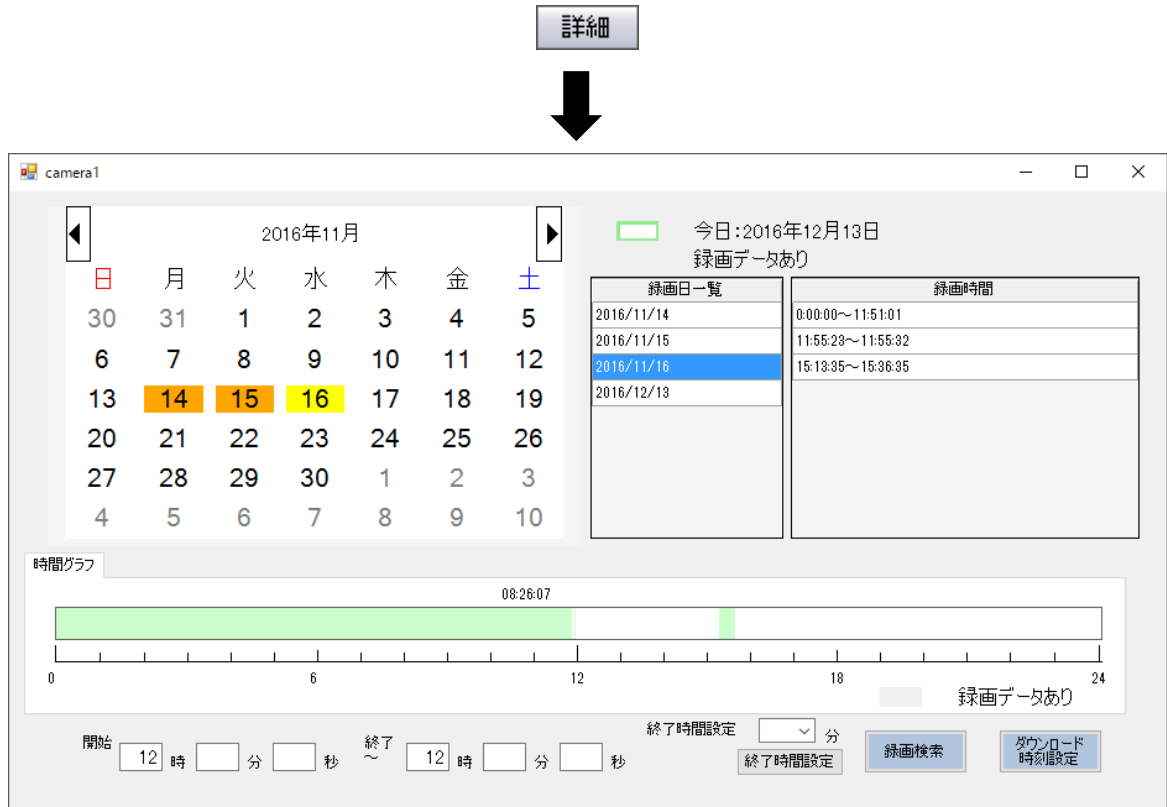 詳細
camera1
2016年11月
日 月 火 水 木 金 土
30 31 1 2 3 4 5
6 7 8 9 10 11 12
13 14 15 16 17 18 19
20 21 22 23 24 25 26
27 28 29 30 1 2 3
4 5 6 7 8 9 10
今日:2016年12月13日
録画データあり
録画日一覧
2016/11/14
2016/11/15
2016/11/16
2016/12/13
録画時間
0:00:00～11:51:01
11:55:23～11:55:32
15:13:35～15:36:35
時間グラフ
08:26:07
0 6 12 18 24
録画データあり
開始 12 時 分 秒
終了～ 12 時 分 秒
終了時間設定 分
終了時間設定
録画検索
ダウンロード
時刻設定